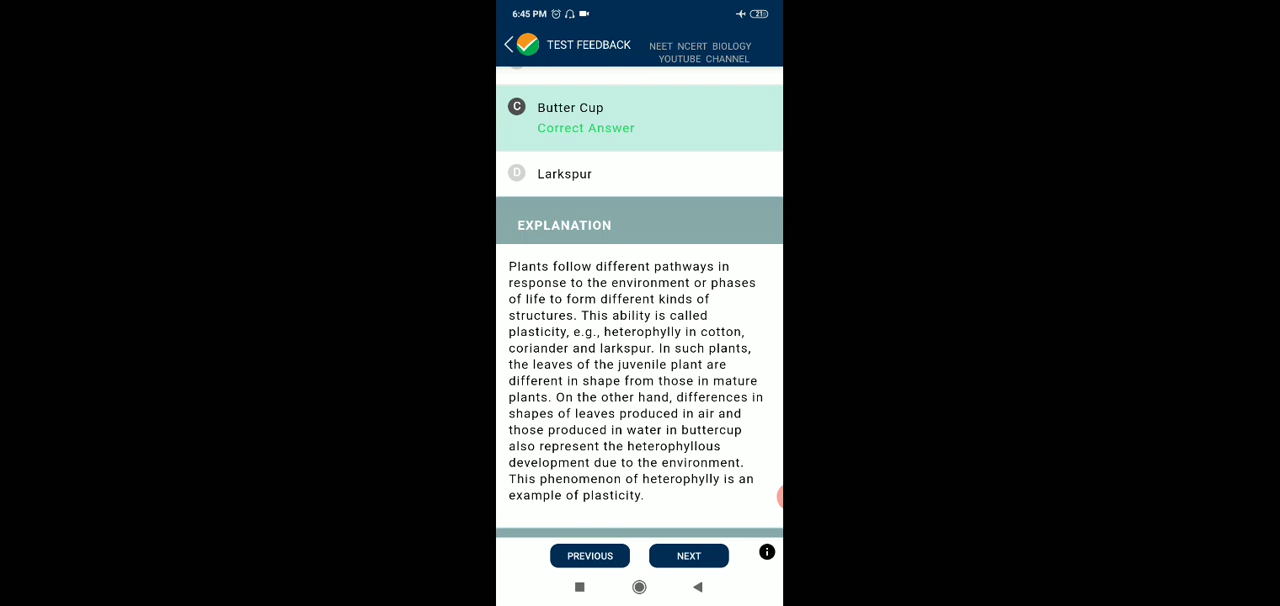 6:45 PM
21
TEST FEEDBACK
NEET NCERT BIOLOGY
YOUTUBE CHANNEL
C Butter Cup
Correct Answer
D Larkspur
EXPLANATION
Plants follow different pathways in
response to the environment or phases
of life to form different kinds of
structures. This ability is called
plasticity, e.g., heterophylly in cotton,
coriander and larkspur. In such plants,
the leaves of the juvenile plant are
different in shape from those in mature
plants. On the other hand, differences in
shapes of leaves produced in air and
those produced in water in buttercup
also represent the heterophyllous
development due to the environment.
This phenomenon of heterophylly is an
example of plasticity.
PREVIOUS
NEXT
i